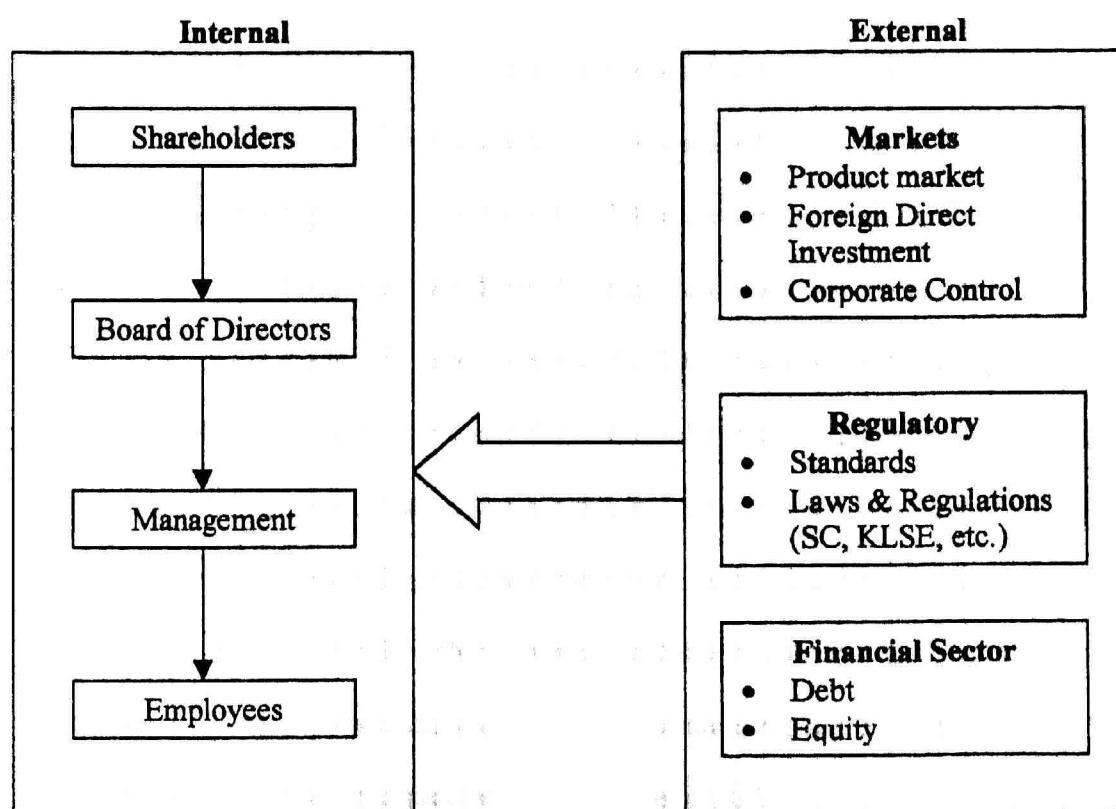 Internal
Shareholders
Board of Directors
Management
Employees
External
Markets
• Product market
• Foreign Direct
Investment
• Corporate Control
Regulatory
• Standards
• Laws & Regulations
(SC, KLSE, etc.)
Financial Sector
• Debt
• Equity